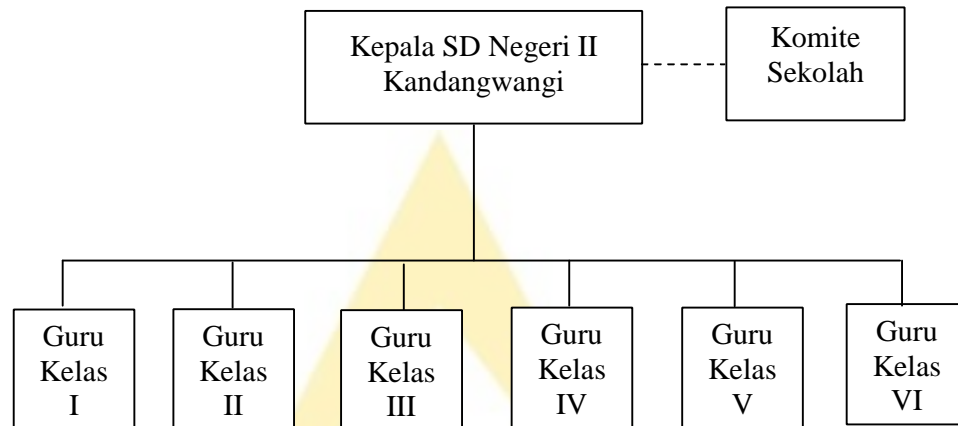 Kepala SD Negeri II
Kandangwangi
Komite
Sekolah
Guru
Kelas
I
Guru
Kelas
II
Guru
Kelas
III
Guru
Kelas
IV
Guru
Kelas
V
Guru
Kelas
VI